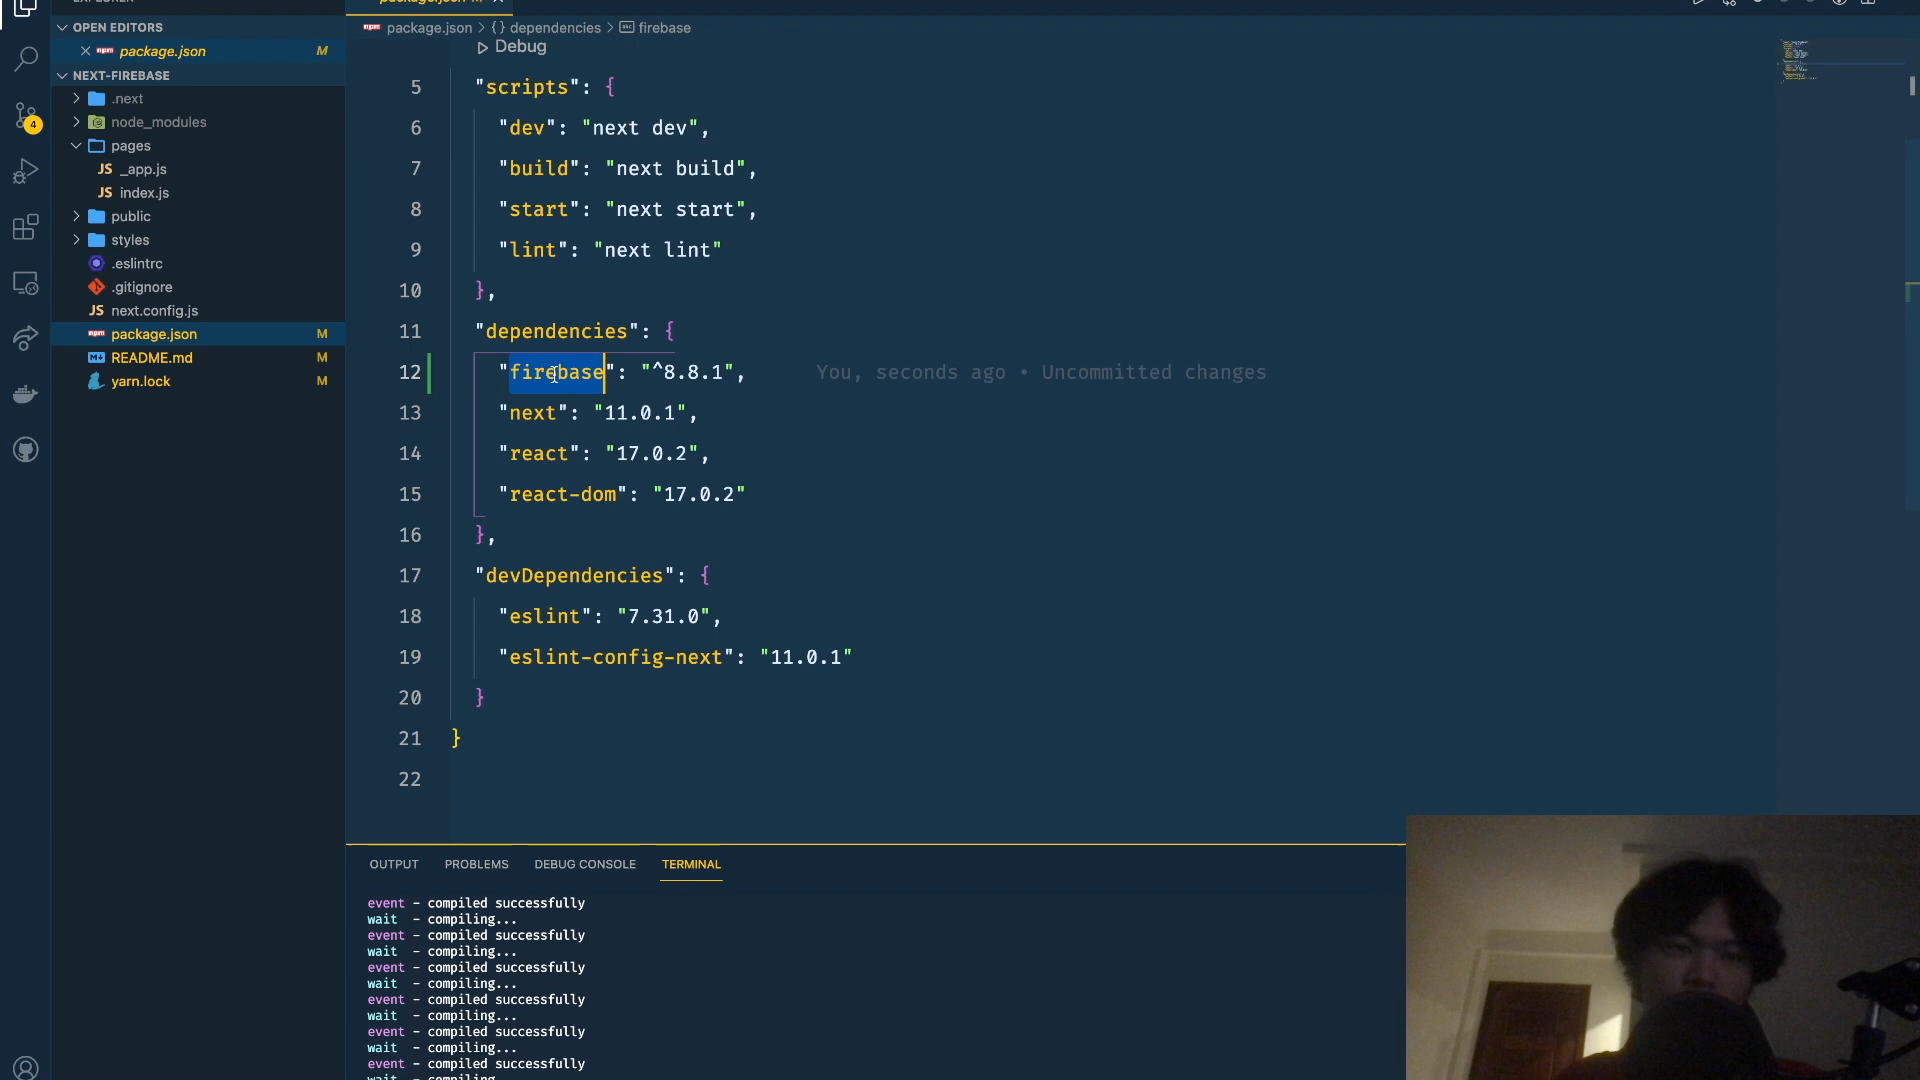 OPEN EDITORS
package.json M
NEXT-FIREBASE
.next
node_modules
pages
JS _app.js
JS index.js
public
styles
.eslintrc
.gitignore
JS next.config.js
package.json M
README.md M
yarn.lock M
4
package.json > {} dependencies > firebase
Debug
5 "scripts": {
6 "dev": "next dev",
7 "build": "next build",
8 "start": "next start",
9 "lint": "next lint"
10 },
11 "dependencies": {
12 "firebase": "^8.8.1", You, seconds ago • Uncommitted changes
13 "next": "11.0.1",
14 "react": "17.0.2",
15 "react-dom": "17.0.2"
16 },
17 "devDependencies": {
18 "eslint": "7.31.0",
19 "eslint-config-next": "11.0.1"
20 }
21 }
22
OUTPUT PROBLEMS DEBUG CONSOLE TERMINAL
event - compiled successfully
wait - compiling...
event - compiled successfully
wait - compiling...
event - compiled successfully
wait - compiling...
event - compiled successfully
wait - compiling...
event - compiled successfully
wait - compiling...
event - compiled successfully